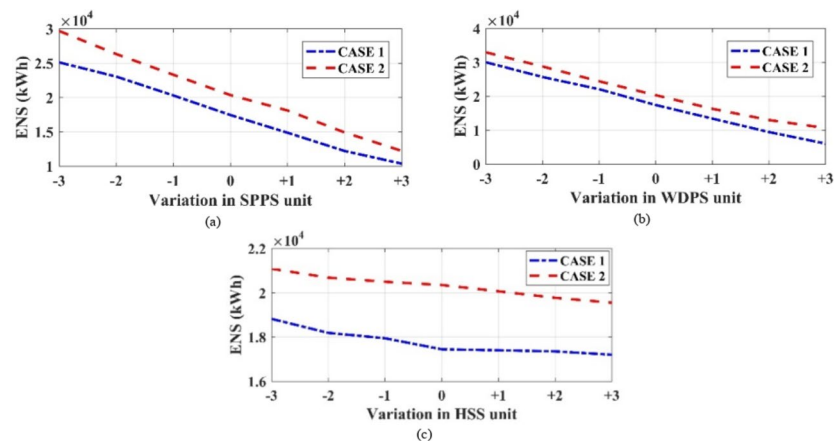 ×10⁴
3
2.5
2
1.5
1
ENS (kWh)
CASE 1
CASE 2
-3 -2 -1 0 +1 +2 +3
Variation in SPPS unit
(a)
×10⁴
4
3
2
1
0
ENS (kWh)
CASE 1
CASE 2
-3 -2 -1 0 +1 +2 +3
Variation in WDPS unit
(b)
×10⁴
2.2
2
1.8
1.6
ENS (kWh)
CASE 1
CASE 2
-3 -2 -1 0 +1 +2 +3
Variation in HSS unit
(c)